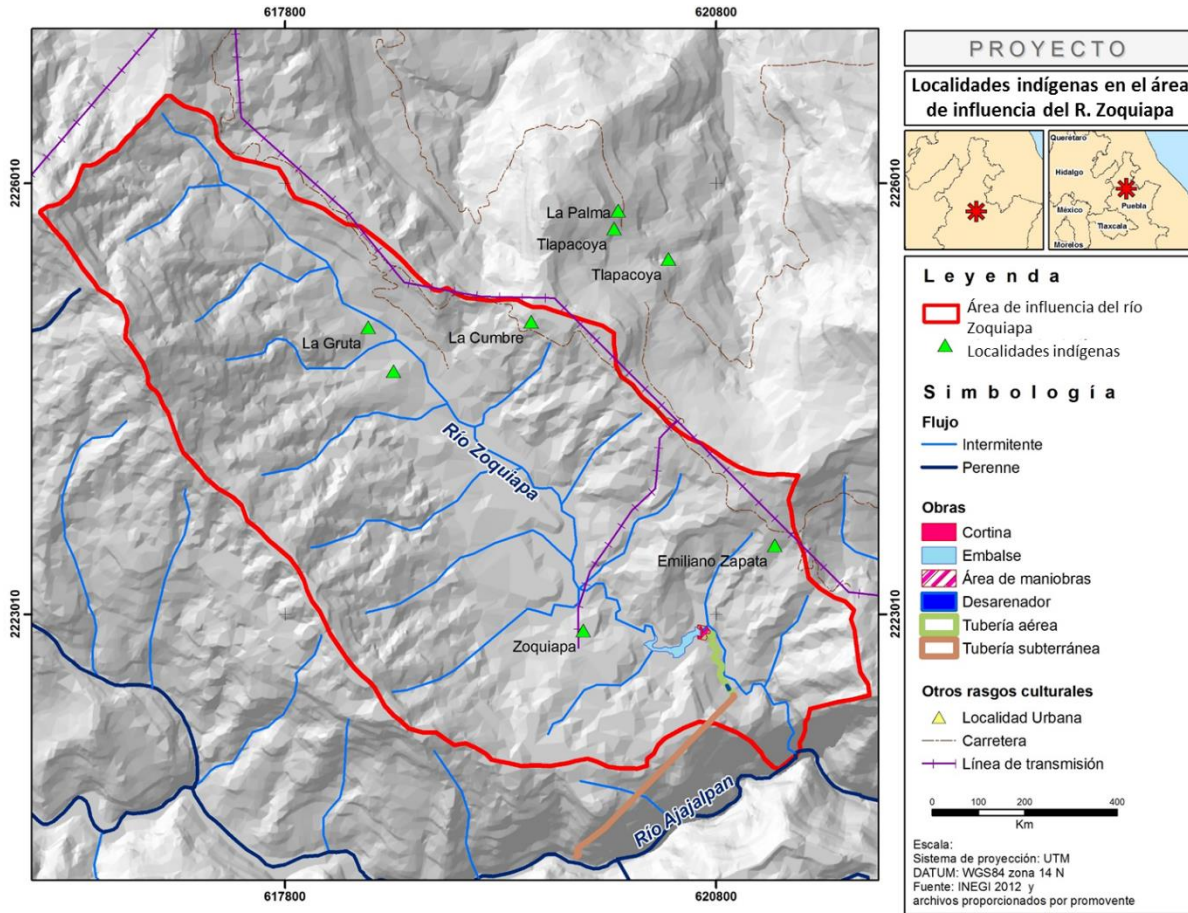 617800
620800
2226010
2226010
La Palma
Tlapacoya
Tlapacoya
La Gruta
La Cumbre
Río Zoquiapa
Emiliano Zapata
2223010
2223010
Zoquiapa
Río Ajajalpan
617800
620800
PROYECTO
Localidades indígenas en el área
de influencia del R. Zoquiapa
Querétaro
Hidalgo
México
Puebla
Tlaxcala
Morelos
Leyenda
Área de influencia del río
Zoquiapa
Localidades indígenas
Simbología
Flujo
Intermitente
Perenne
Obras
Cortina
Embalse
Área de maniobras
Desarenador
Tubería aérea
Tubería subterránea
Otros rasgos culturales
Localidad Urbana
Carretera
Línea de transmisión
0 100 200 400
Km
Escala:
Sistema de proyección: UTM
DATUM: WGS84 zona 14 N
Fuente: INEGI 2012 y
archivos proporcionados por promovente